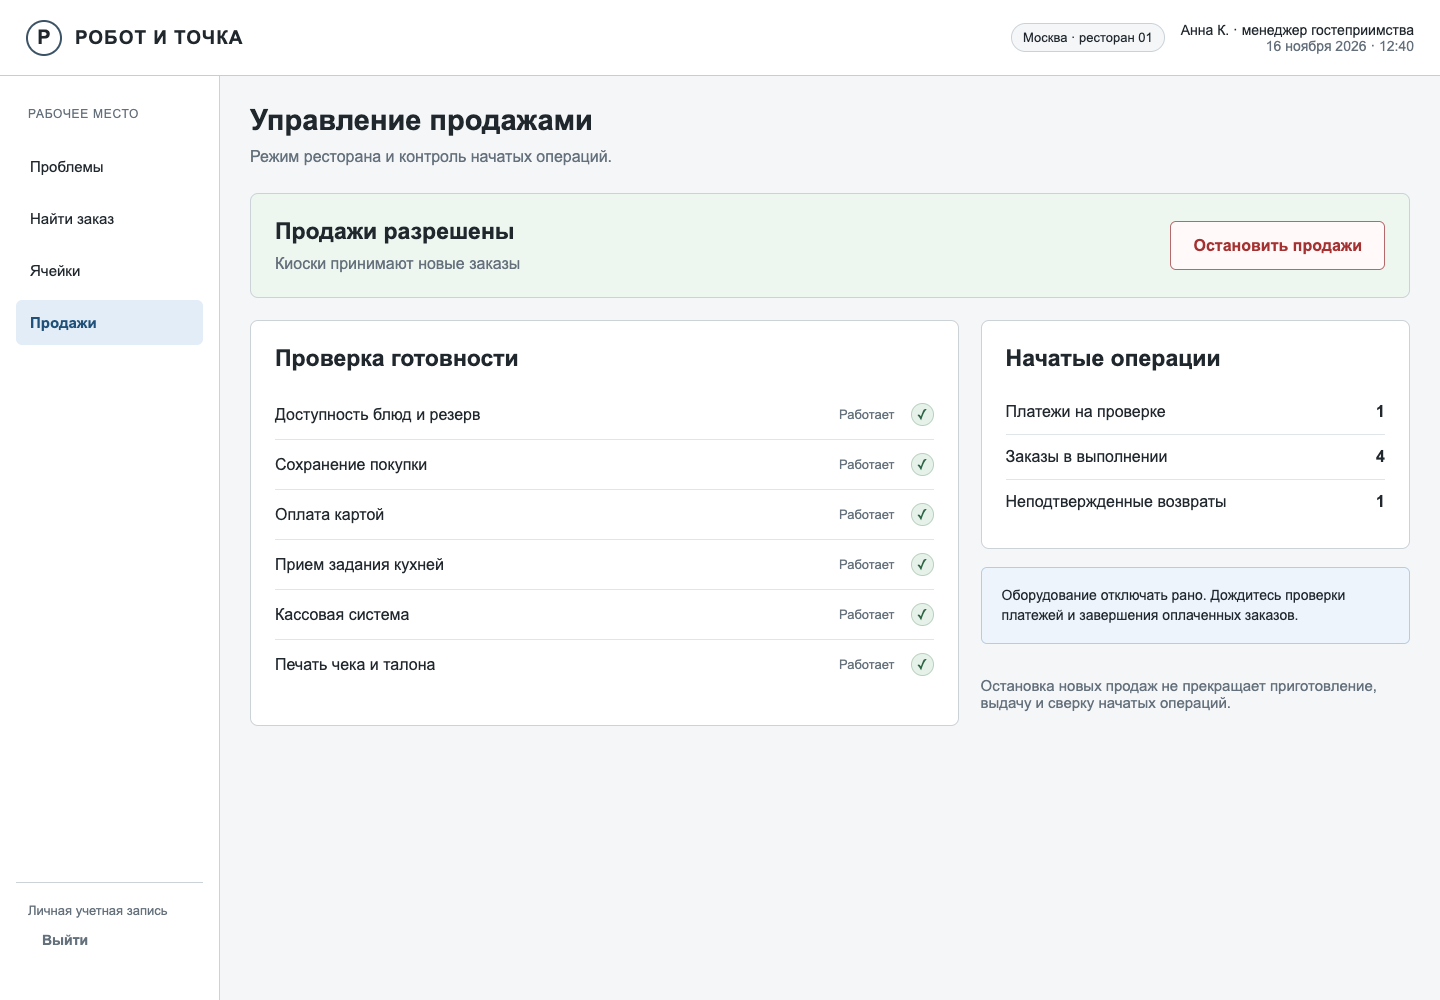 Р
РОБОТ И ТОЧКА
Москва · ресторан 01
Анна К. · менеджер гостеприимства
16 ноября 2026 · 12:40
РАБОЧЕЕ МЕСТО
Проблемы
Найти заказ
Ячейки
Продажи
Личная учетная запись
Выйти
Управление продажами
Режим ресторана и контроль начатых операций.
Продажи разрешены
Киоски принимают новые заказы
Остановить продажи
Проверка готовности
Доступность блюд и резерв Работает
Сохранение покупки Работает
Оплата картой Работает
Прием задания кухней Работает
Кассовая система Работает
Печать чека и талона Работает
Начатые операции
Платежи на проверке 1
Заказы в выполнении 4
Неподтвержденные возвраты 1
Оборудование отключать рано. Дождитесь проверки
платежей и завершения оплаченных заказов.
Остановка новых продаж не прекращает приготовление,
выдачу и сверку начатых операций.